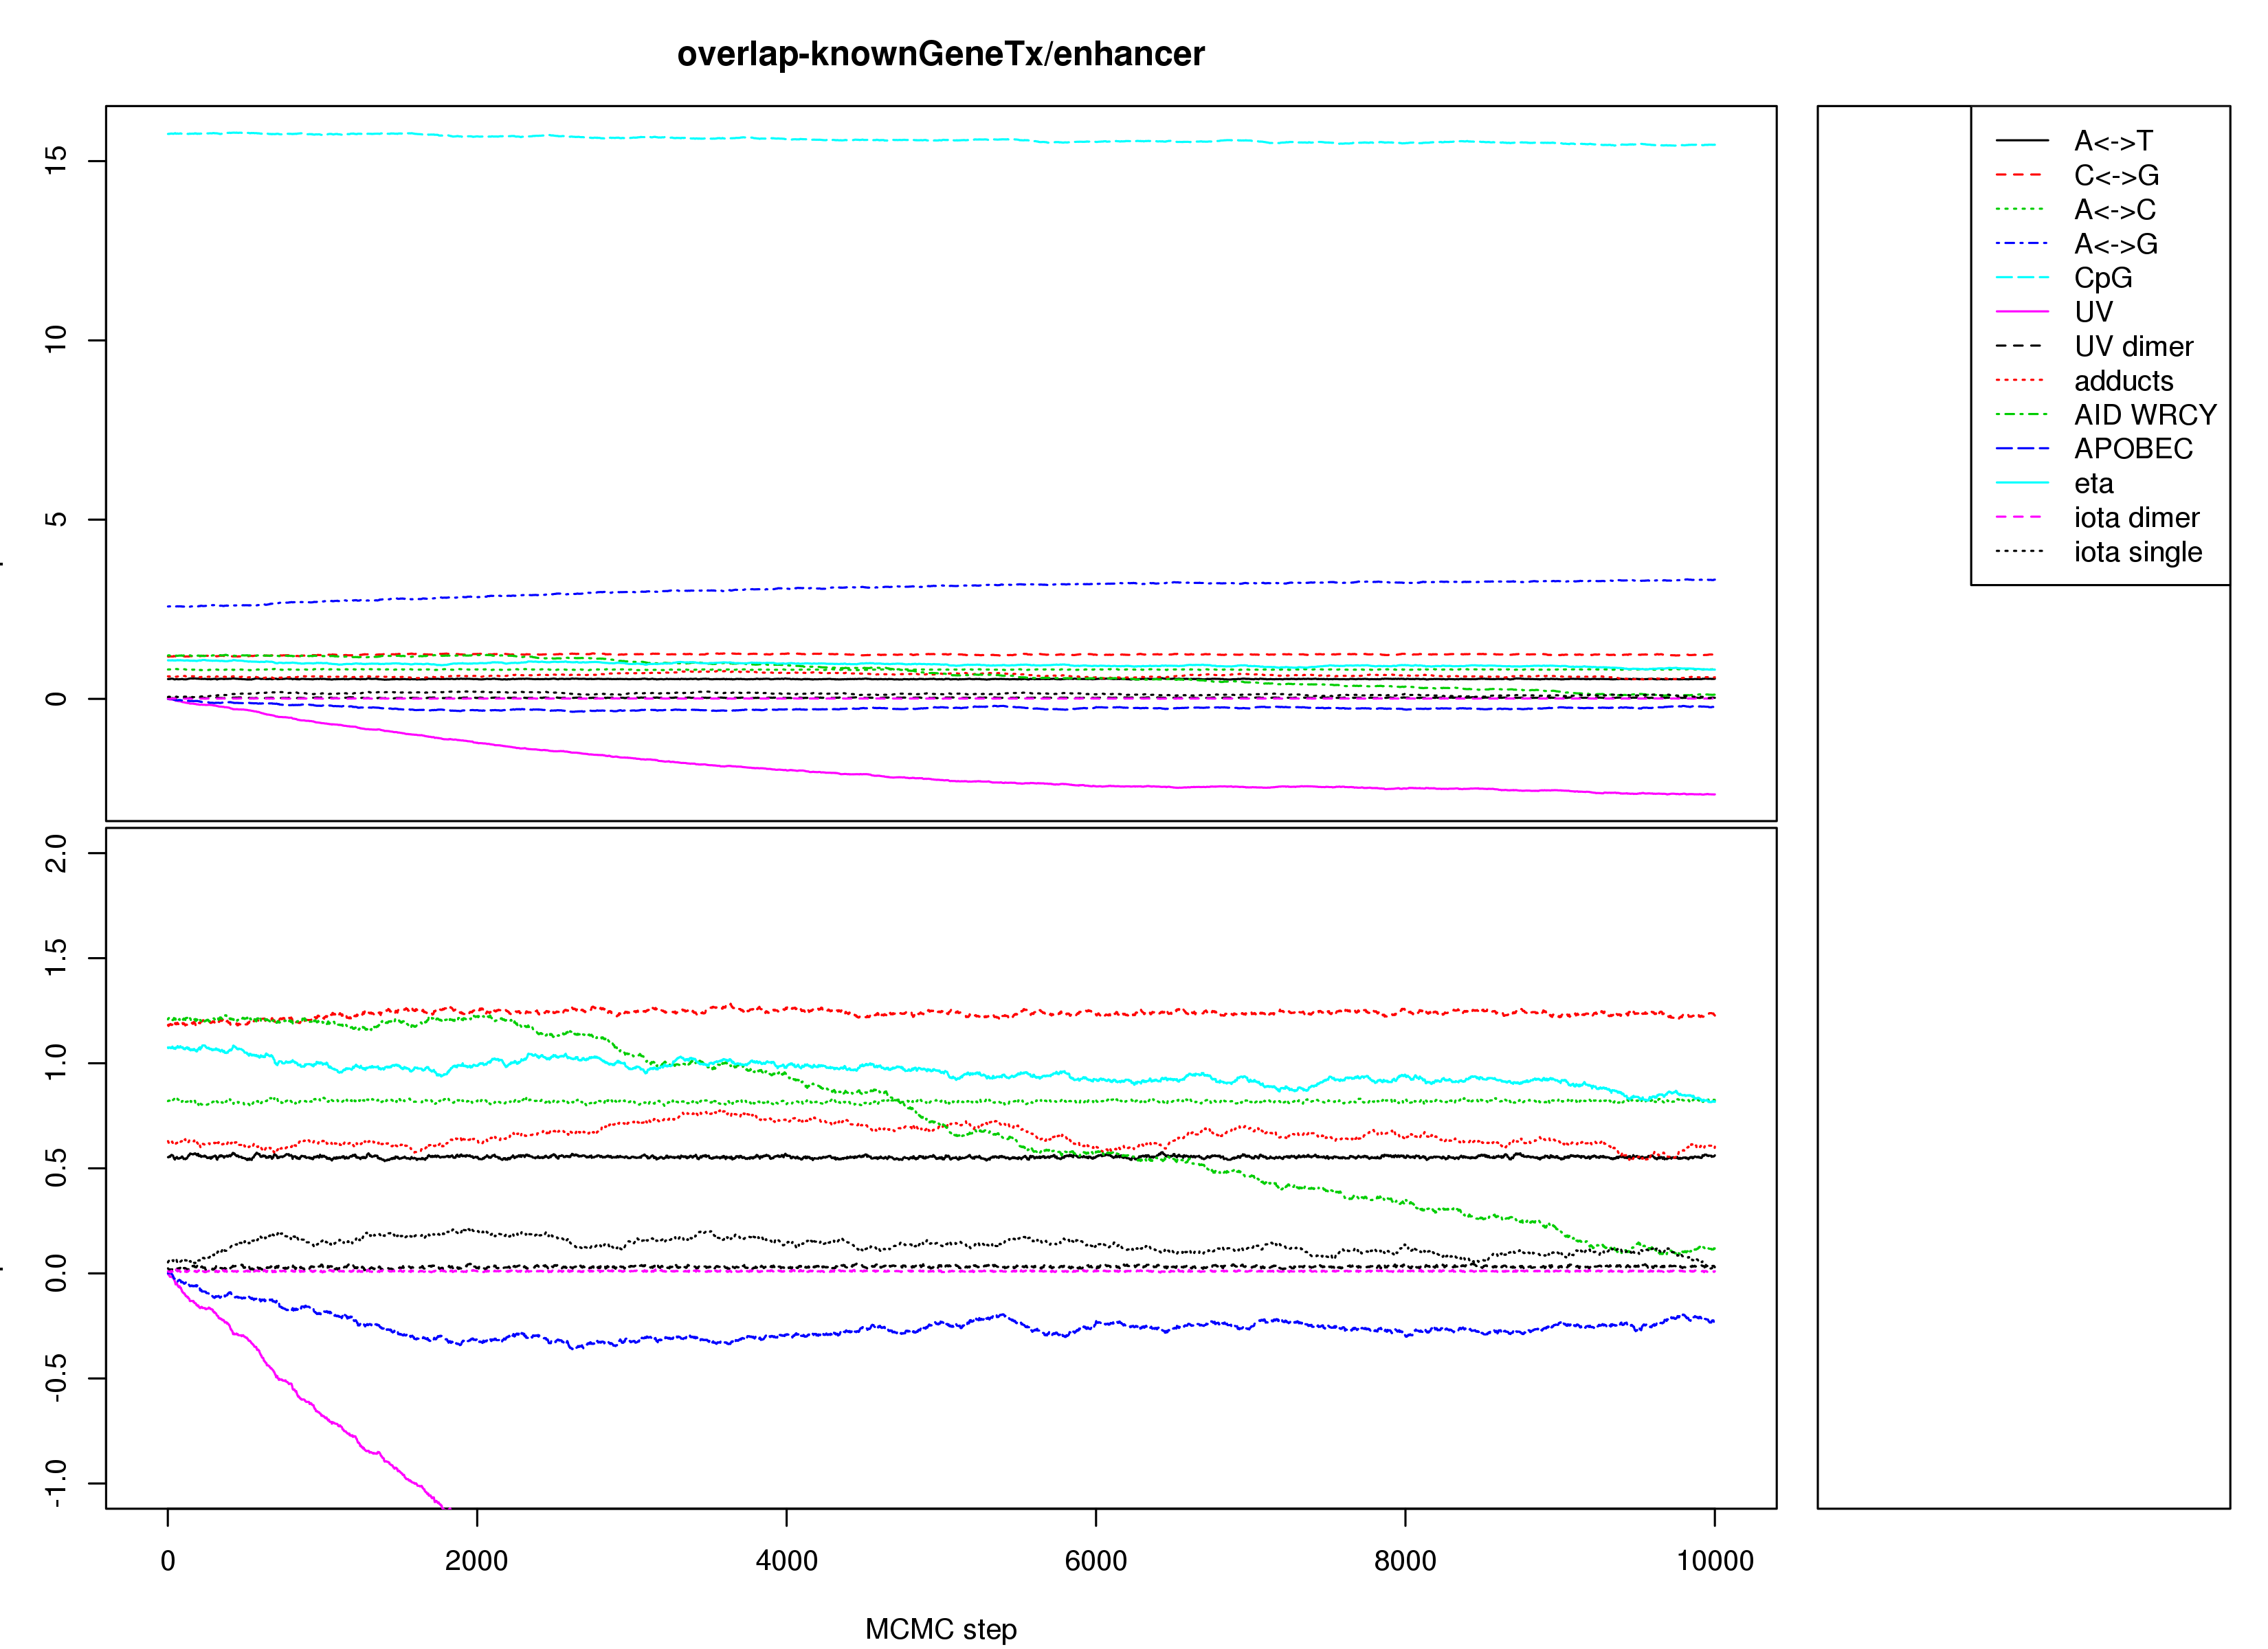 overlap-knownGeneTx/enhancer
15
10
5
0
2.0
1.5
1.0
0.5
0.0
-0.5
-1.0
0
2000
4000
6000
8000
10000
MCMC step
A<->T
C<->G
A<->C
A<->G
CpG
UV
UV dimer
adducts
AID WRCY
APOBEC
eta
iota dimer
iota single